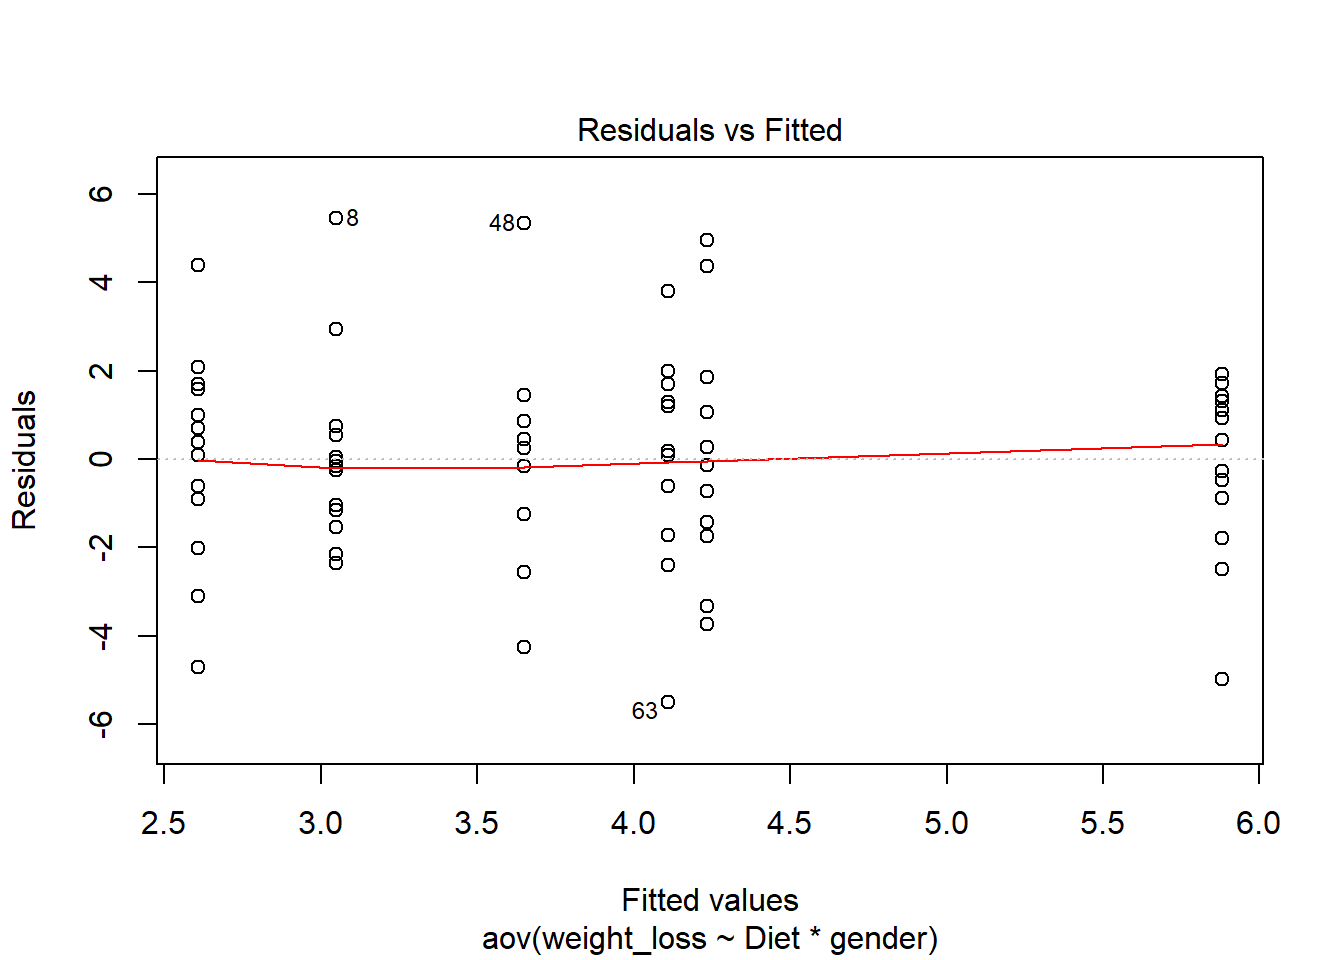 Residuals vs Fitted
Residuals
6
4
2
0
-2
-4
-6
8
48
63
2.5 3.0 3.5 4.0 4.5 5.0 5.5 6.0
Fitted values
aov(weight_loss ~ Diet * gender)